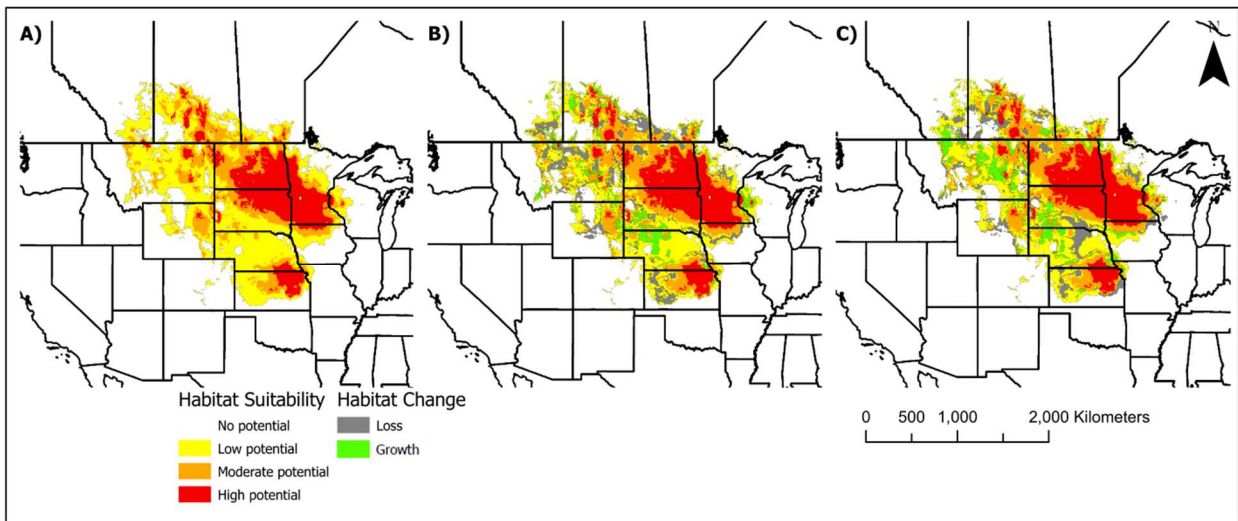 A)
B)
C)
N
Habitat Suitability
Habitat Change
No potential
Loss
Low potential
Growth
Moderate potential
High potential
0 500 1,000 2,000 Kilometers